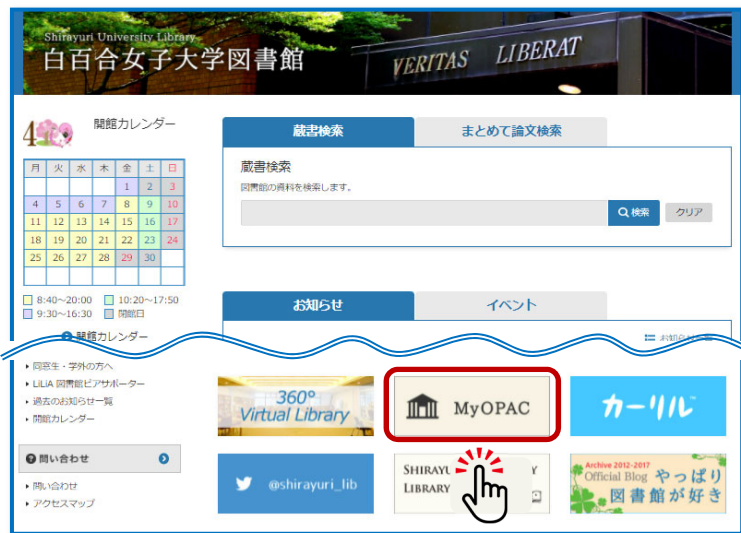 Shirayuri University Library
白百合女子大学図書館
VERITAS LIBERAT
4
開館カレンダー
月 火 水 木 金 土 日
1 2 3
4 5 6 7 8 9 10
11 12 13 14 15 16 17
18 19 20 21 22 23 24
25 26 27 28 29 30
8:40～20:00 10:20～17:50
9:30～16:30 閉館日
開館カレンダー
蔵書検索 まとめて論文検索
蔵書検索
図書館の資料を検索します。
検索 クリア
お知らせ イベント
同窓生・学外の方へ
LiLiA 図書館ピアサポーター
過去のお知らせ一覧
開館カレンダー
問い合わせ
問い合わせ
アクセスマップ
360°
Virtual Library
MyOPAC
カーリル
@shirayuri_lib
SHIRAYU Y
LIBRARY
Archive 2012-2017
Official Blog やっぱり
図書館が好き